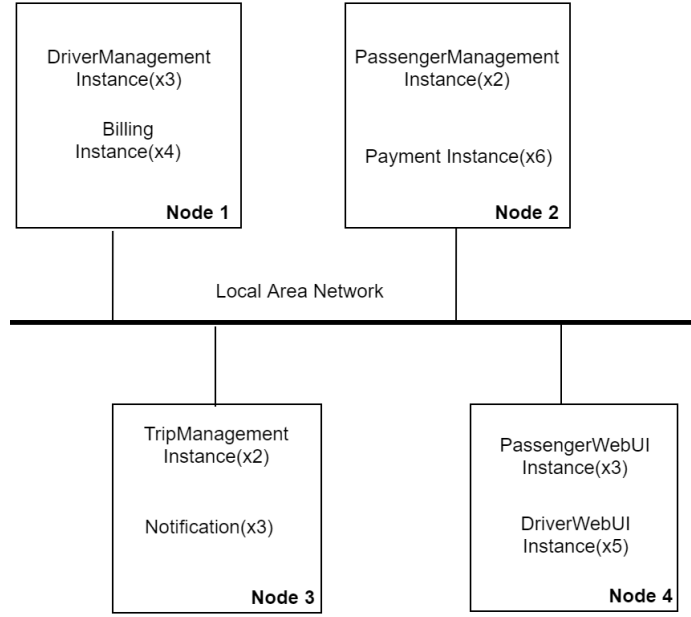 DriverManagement
Instance(x3)
Billing
Instance(x4)
Node 1
PassengerManagement
Instance(x2)
Payment Instance(x6)
Node 2
Local Area Network
TripManagement
Instance(x2)
Notification(x3)
Node 3
PassengerWebUI
Instance(x3)
DriverWebUI
Instance(x5)
Node 4